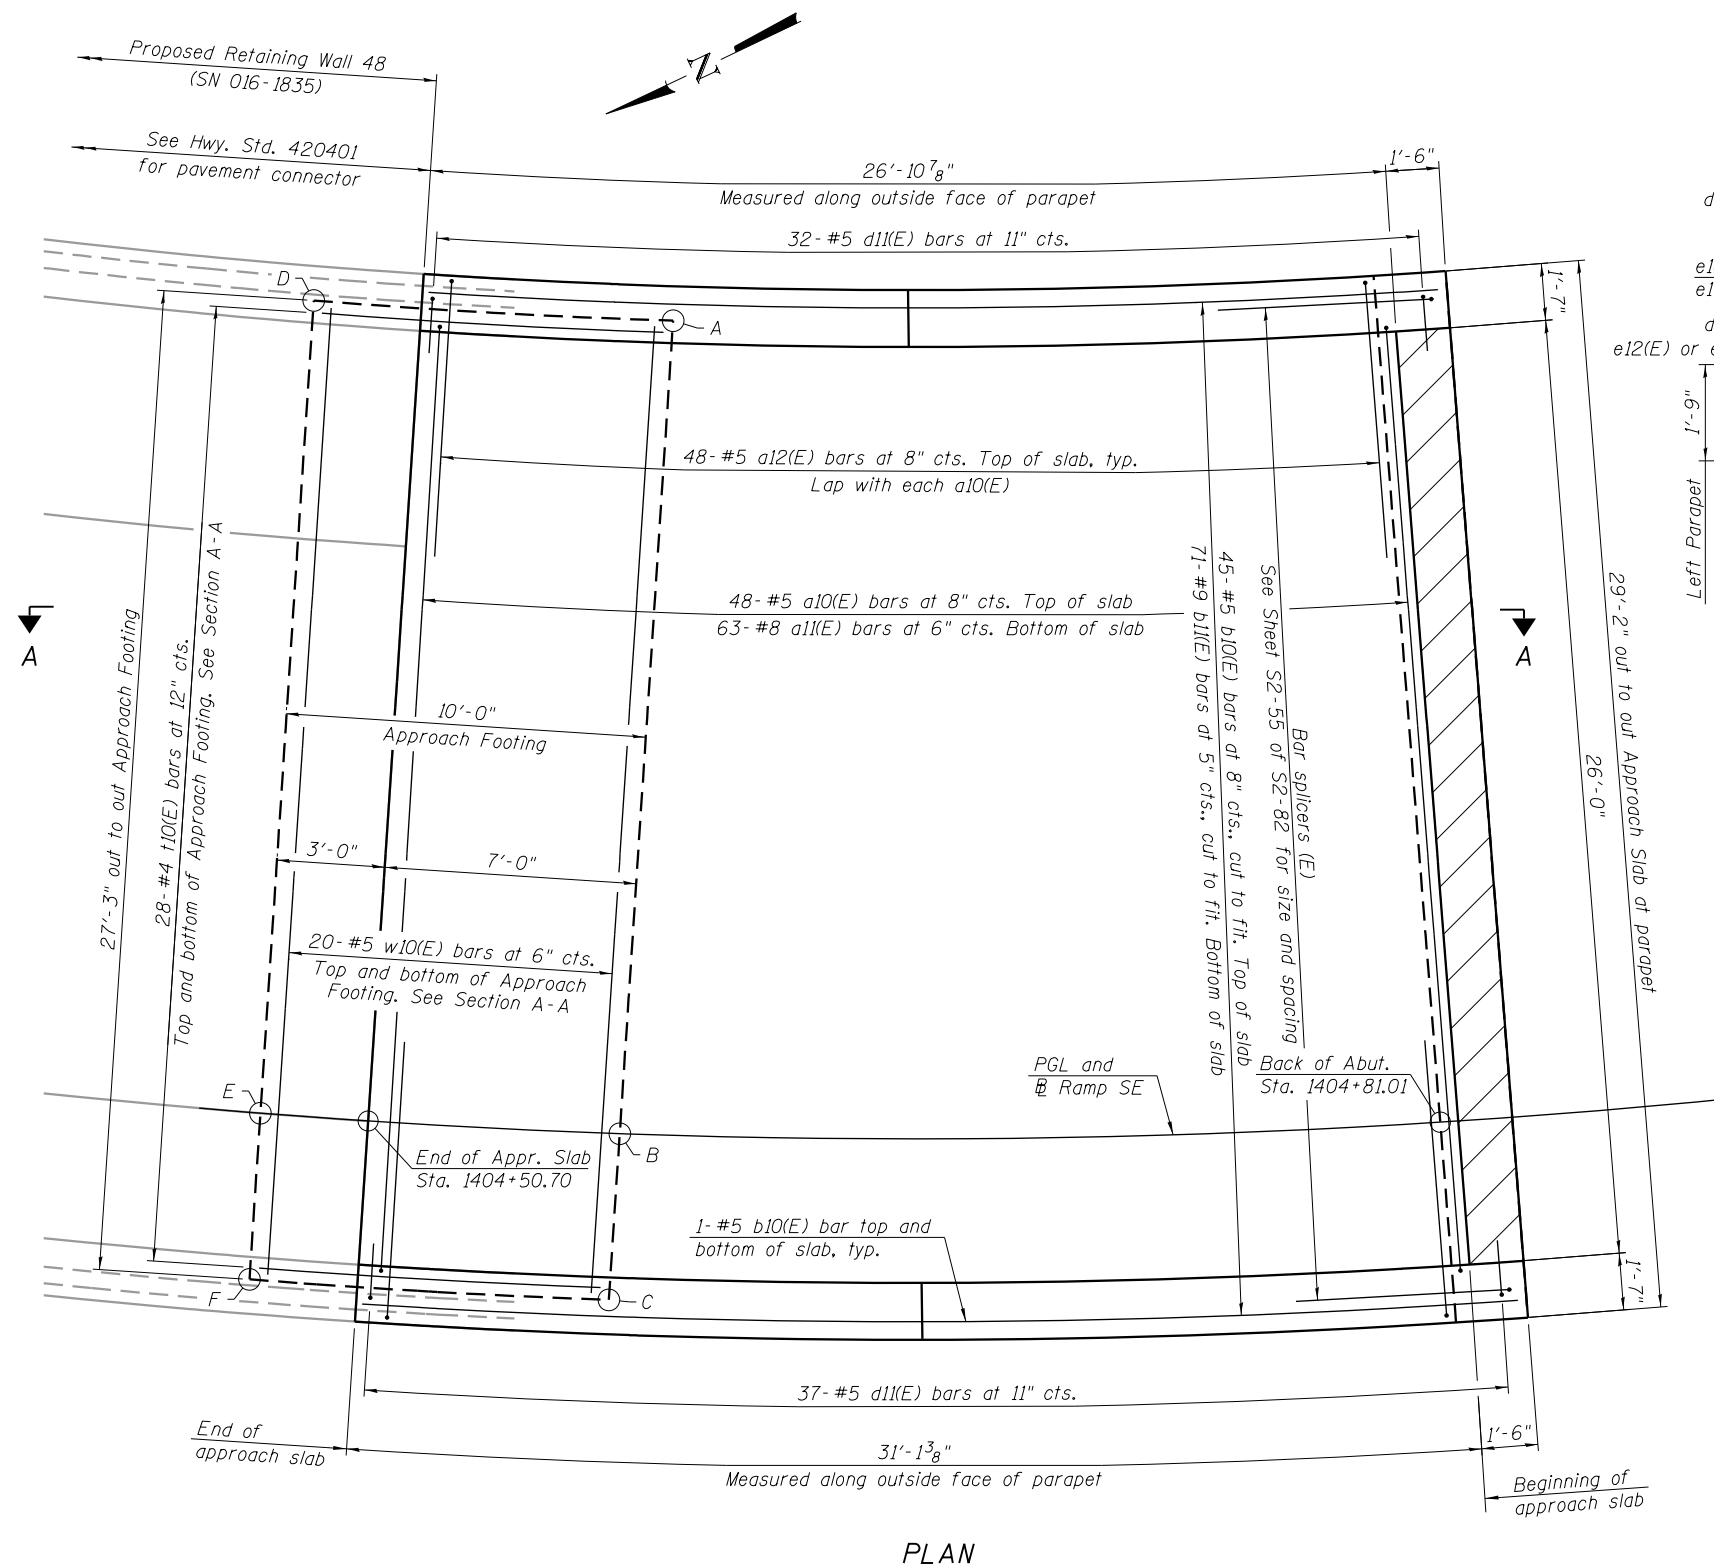 Proposed Retaining Wall 48
(SN 016-1835)
N
See Hwy. Std. 420401
for pavement connector
26'-10 7/8"
Measured along outside face of parapet
1'-6"
32-#5 d11(E) bars at 11" cts.
D
A
1'-7"
d
e1
e1
d
e12(E) or e
1'-9"
Left Parapet
48-#5 a12(E) bars at 8" cts. Top of slab, typ.
Lap with each a10(E)
48-#5 a10(E) bars at 8" cts. Top of slab
63-#8 a11(E) bars at 6" cts. Bottom of slab
A
A
27'-3" out to out Approach Footing
28-#4 t10(E) bars at 12" cts.
Top and bottom of Approach Footing. See Section A-A
10'-0"
Approach Footing
3'-0"
7'-0"
20-#5 w10(E) bars at 6" cts.
Top and bottom of Approach
Footing. See Section A-A
45-#5 b10(E) bars at 8" cts., cut to fit. Top of slab
71-#9 b11(E) bars at 5" cts., cut to fit. Bottom of slab
Bar splicers (E)
See Sheet S2-55 of S2-82 for size and spacing
29'-2" out to out Approach Slab at parapet
26'-0"
PGL and
℄ Ramp SE
Back of Abut.
Sta. 1404+81.01
E
B
End of Appr. Slab
Sta. 1404+50.70
1-#5 b10(E) bar top and
bottom of slab, typ.
F
C
1'-7"
37-#5 d11(E) bars at 11" cts.
End of
approach slab
31'-1 3/8"
Measured along outside face of parapet
1'-6"
Beginning of
approach slab
PLAN